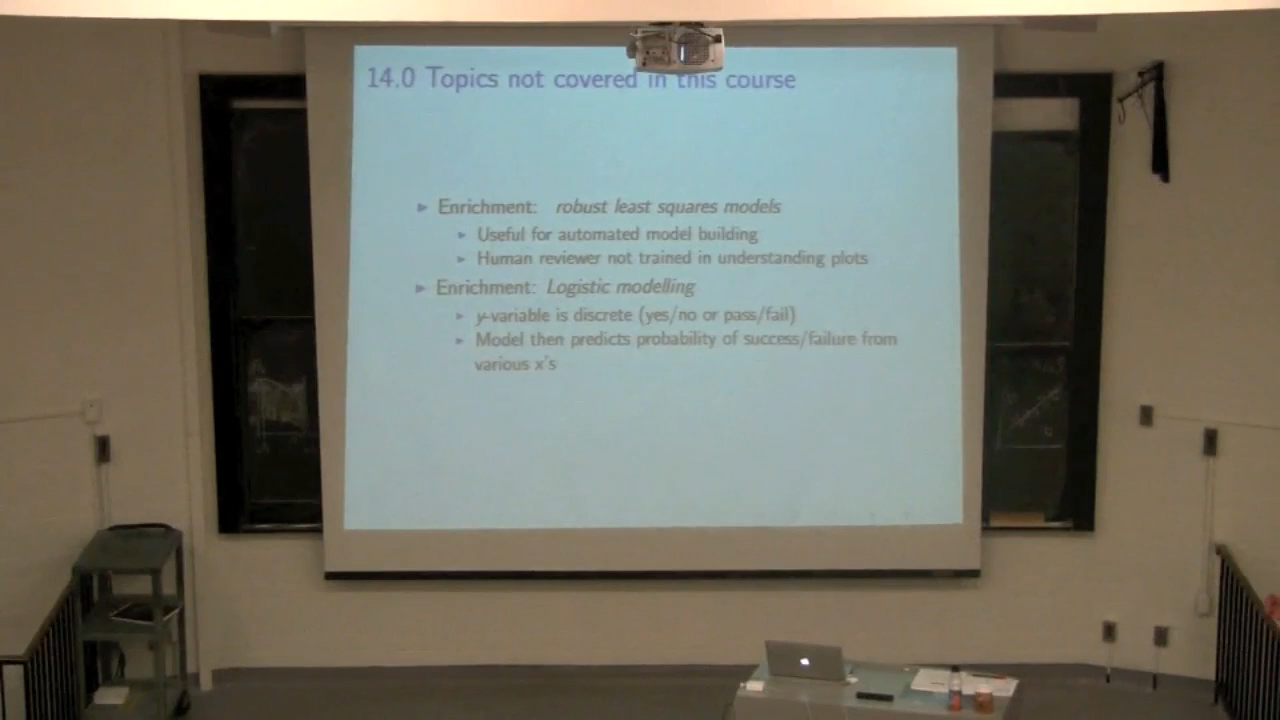 14.0 Topics not covered in this course
Enrichment: robust least squares models
Useful for automated model building
Human reviewer not trained in understanding plots
Enrichment: Logistic modelling
y-variable is discrete (yes/no or pass/fail)
Model then predicts probability of success/failure from
various x's